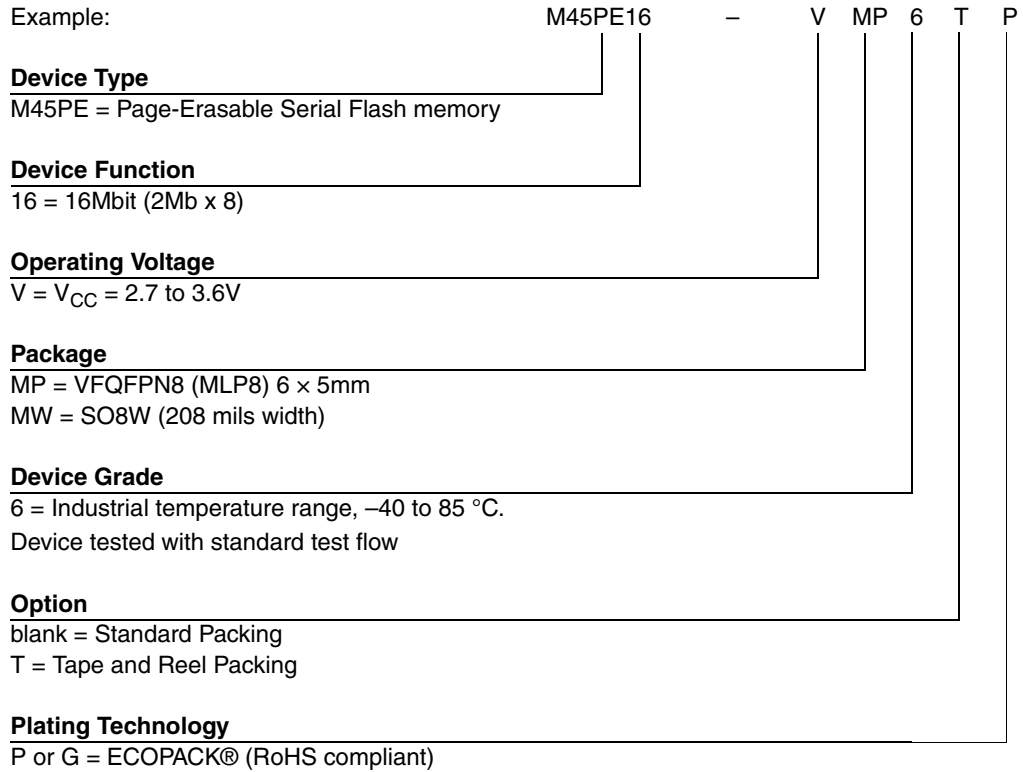 Example: M45PE16 – V MP 6 T P
Device Type
M45PE = Page-Erasable Serial Flash memory
Device Function
16 = 16Mbit (2Mb x 8)
Operating Voltage
V = VCC = 2.7 to 3.6V
Package
MP = VFQFPN8 (MLP8) 6 × 5mm
MW = SO8W (208 mils width)
Device Grade
6 = Industrial temperature range, –40 to 85 °C.
Device tested with standard test flow
Option
blank = Standard Packing
T = Tape and Reel Packing
Plating Technology
P or G = ECOPACK® (RoHS compliant)